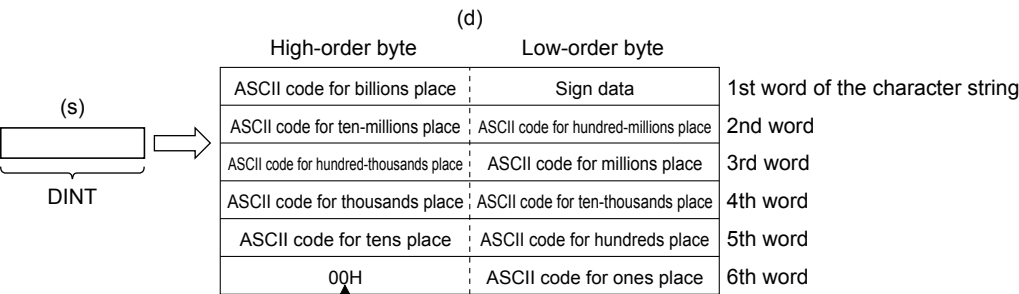 (d)
High-order byte Low-order byte
ASCII code for billions place Sign data 1st word of the character string
(s)
ASCII code for ten-millions place ASCII code for hundred-millions place 2nd word
ASCII code for hundred-thousands place ASCII code for millions place 3rd word
DINT
ASCII code for thousands place ASCII code for ten-thousands place 4th word
ASCII code for tens place ASCII code for hundreds place 5th word
00H ASCII code for ones place 6th word